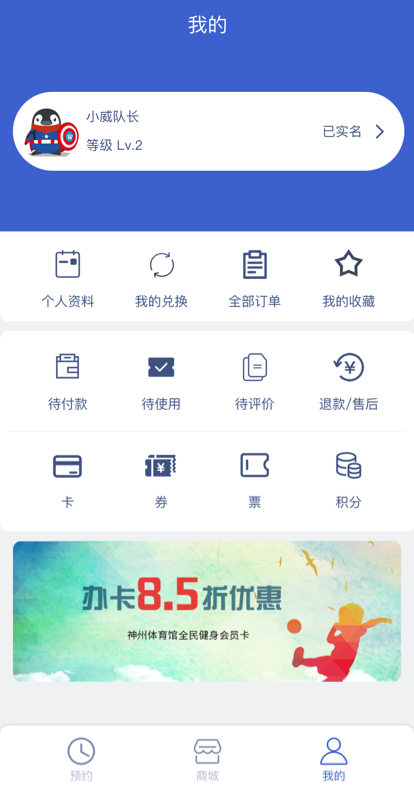 我的
小威队长
等级 Lv.2
已实名
个人资料
我的兑换
全部订单
我的收藏
待付款
待使用
待评价
退款/售后
卡
券
票
积分
办卡8.5折优惠
神州体育馆全民健身会员卡
预约
商城
我的